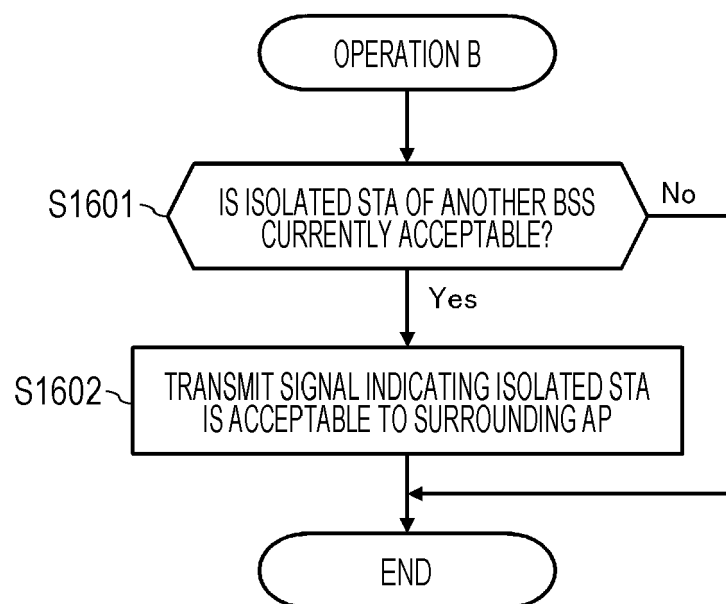 OPERATION B
S1601
IS ISOLATED STA OF ANOTHER BSS
CURRENTLY ACCEPTABLE?
No
Yes
S1602
TRANSMIT SIGNAL INDICATING ISOLATED STA
IS ACCEPTABLE TO SURROUNDING AP
END